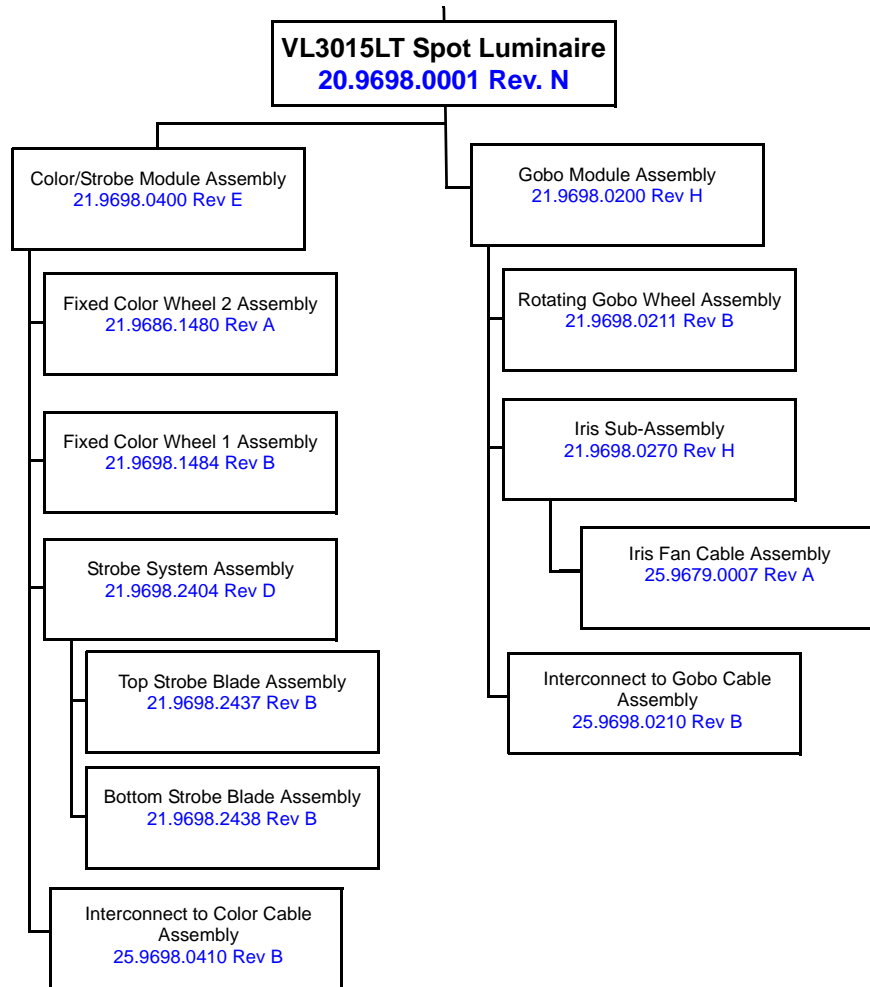 VL3015LT Spot Luminaire
20.9698.0001 Rev. N
Color/Strobe Module Assembly
21.9698.0400 Rev E
Fixed Color Wheel 2 Assembly
21.9686.1480 Rev A
Fixed Color Wheel 1 Assembly
21.9698.1484 Rev B
Strobe System Assembly
21.9698.2404 Rev D
Top Strobe Blade Assembly
21.9698.2437 Rev B
Bottom Strobe Blade Assembly
21.9698.2438 Rev B
Interconnect to Color Cable
Assembly
25.9698.0410 Rev B
Gobo Module Assembly
21.9698.0200 Rev H
Rotating Gobo Wheel Assembly
21.9698.0211 Rev B
Iris Sub-Assembly
21.9698.0270 Rev H
Iris Fan Cable Assembly
25.9679.0007 Rev A
Interconnect to Gobo Cable
Assembly
25.9698.0210 Rev B